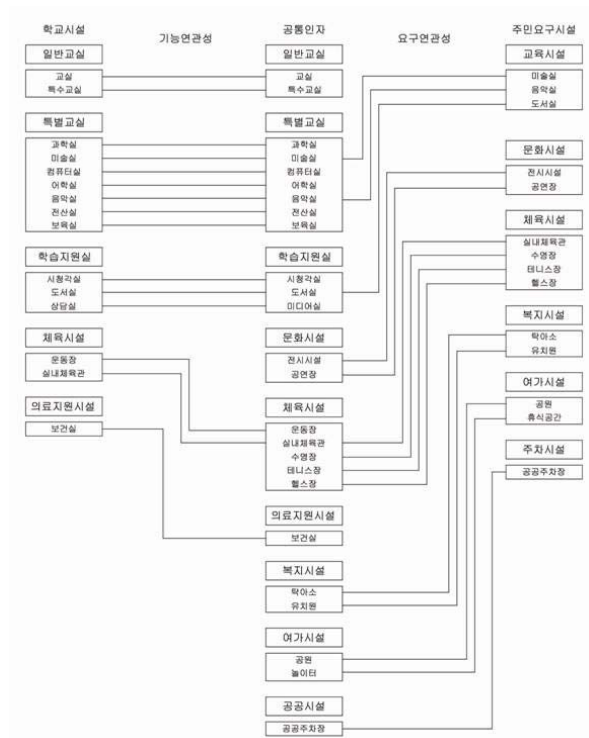 학교시설
기능연관성
공통인자
요구연관성
주민요구시설
일반교실
교실
특수교실
특별교실
과학실
미술실
컴퓨터실
어학실
음악실
전산실
보육실
학습지원실
시청각실
도서실
상담실
체육시설
운동장
실내체육관
의료지원시설
보건실
일반교실
교실
특수교실
특별교실
과학실
미술실
컴퓨터실
어학실
음악실
전산실
보육실
학습지원실
시청각실
도서실
미디어실
문화시설
전시시설
공연장
체육시설
운동장
실내체육관
수영장
테니스장
헬스장
의료지원시설
보건실
복지시설
탁아소
유치원
여가시설
공원
놀이터
공공시설
공공주차장
교육시설
미술실
음악실
도서실
문화시설
전시시설
공연장
체육시설
실내체육관
수영장
테니스장
헬스장
복지시설
탁아소
유치원
여가시설
공원
휴식공간
주차시설
공공주차장